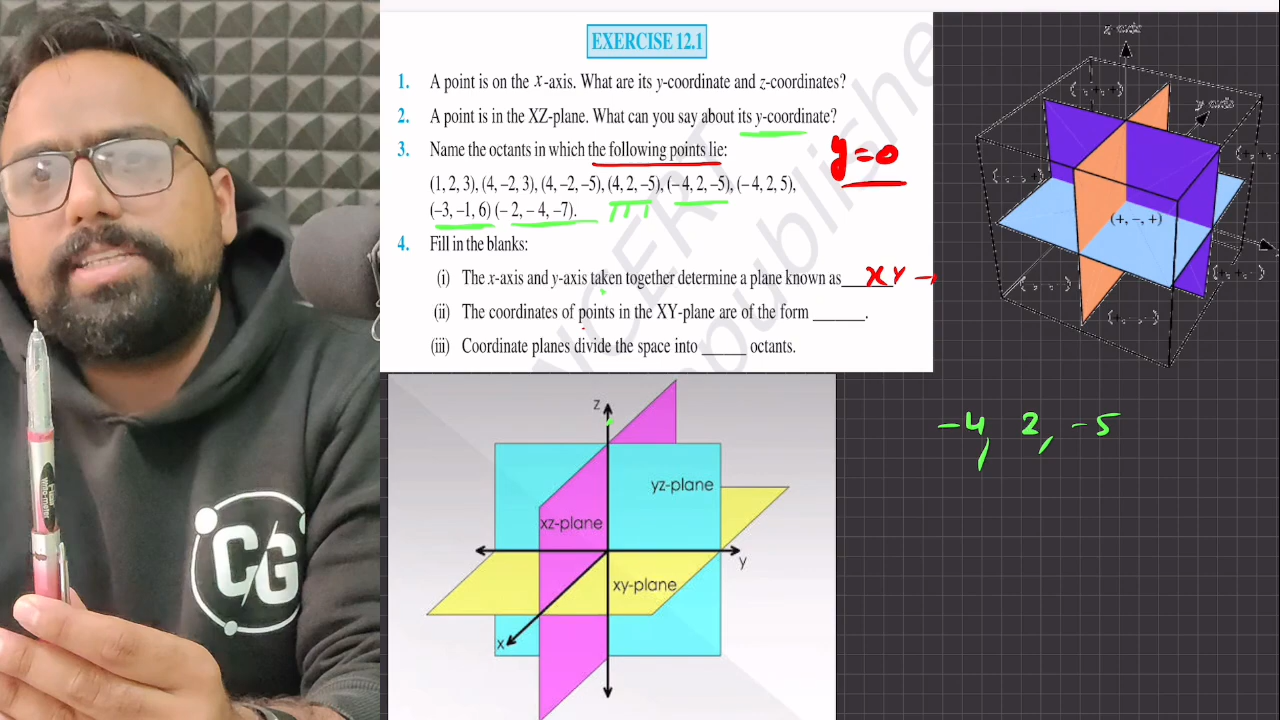 EXERCISE 12.1
1. A point is on the x-axis. What are its y-coordinate and z-coordinates?
2. A point is in the XZ-plane. What can you say about its y-coordinate?
3. Name the octants in which the following points lie:
(1, 2, 3), (4, –2, 3), (4, –2, –5), (4, 2, –5), (– 4, 2, –5), (– 4, 2, 5),
(–3, –1, 6) (– 2, – 4, –7).
y=0
4. Fill in the blanks:
(i) The x-axis and y-axis taken together determine a plane known as_______.
XY -
(ii) The coordinates of points in the XY-plane are of the form _______.
(iii) Coordinate planes divide the space into ______ octants.
z axis
y axis
(+, –, +)
-4, 2, -5
z
yz-plane
xz-plane
y
xy-plane
x
CG